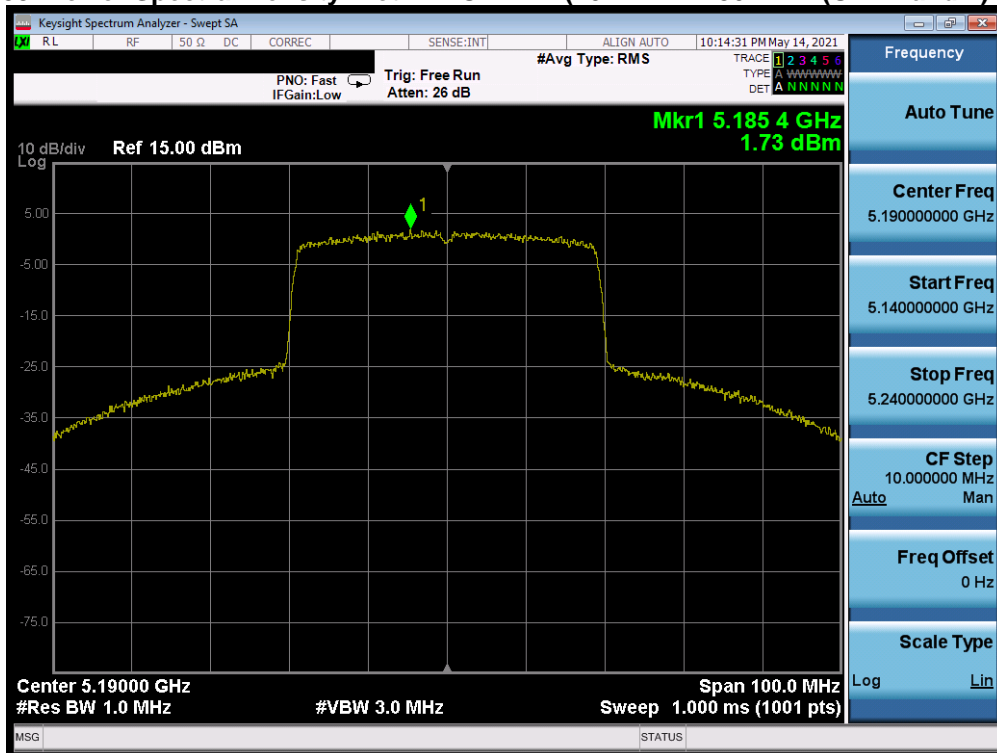 Keysight Spectrum Analyzer - Swept SA
LXI RL RF 50 Ω DC CORREC SENSE:INT ALIGN AUTO 10:14:31 PM May 14, 2021
#Avg Type: RMS TRACE 1 2 3 4 5 6
PNO: Fast Trig: Free Run TYPE A WWWWW
IFGain:Low Atten: 26 dB DET A N N N N N
Mkr1 5.185 4 GHz
1.73 dBm
10 dB/div Ref 15.00 dBm
Log
1
5.00
-5.00
-15.0
-25.0
-35.0
-45.0
-55.0
-65.0
-75.0
Center 5.19000 GHz Span 100.0 MHz
#Res BW 1.0 MHz #VBW 3.0 MHz Sweep 1.000 ms (1001 pts)
MSG STATUS
Frequency
Auto Tune
Center Freq
5.190000000 GHz
Start Freq
5.140000000 GHz
Stop Freq
5.240000000 GHz
CF Step
10.000000 MHz
Auto Man
Freq Offset
0 Hz
Scale Type
Log Lin